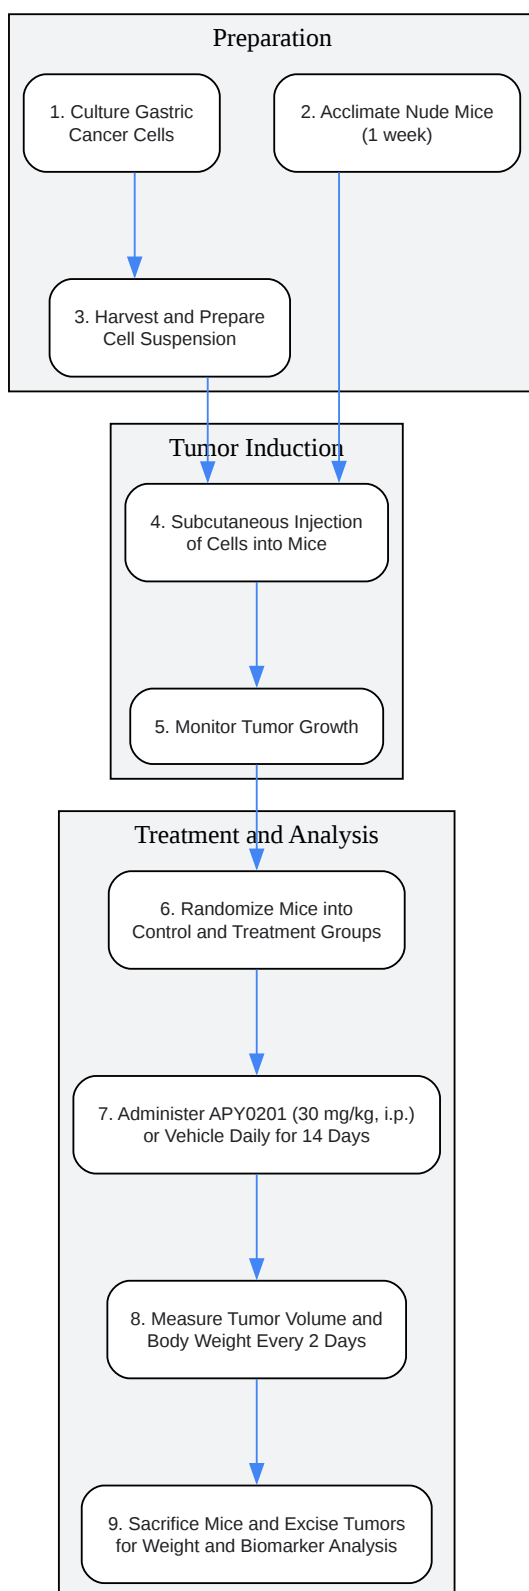 Preparation
1. Culture Gastric
Cancer Cells
2. Acclimate Nude Mice
(1 week)
3. Harvest and Prepare
Cell Suspension
Tumor Induction
4. Subcutaneous Injection
of Cells into Mice
5. Monitor Tumor Growth
Treatment and Analysis
6. Randomize Mice into
Control and Treatment Groups
7. Administer APY0201 (30 mg/kg, i.p.)
or Vehicle Daily for 14 Days
8. Measure Tumor Volume and
Body Weight Every 2 Days
9. Sacrifice Mice and Excise Tumors
for Weight and Biomarker Analysis